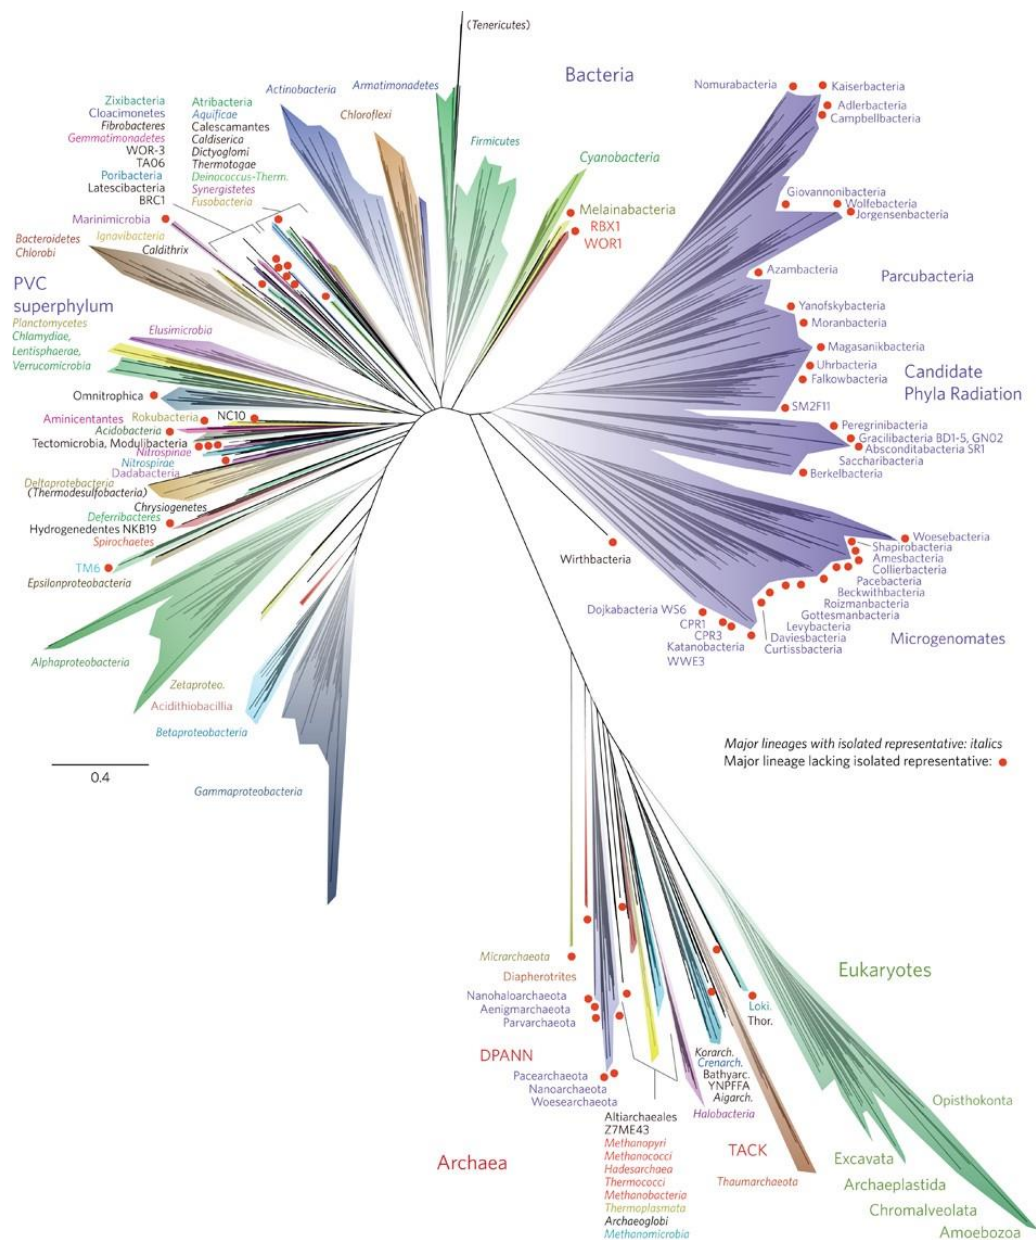 (Tenericutes)
Bacteria
Nomurabacteria
Kaiserbacteria
Adlerbacteria
Campbellbacteria
Armatimonadetes
Actinobacteria
Zixibacteria
Cloacimonetes
Fibrobacteres
Gemmatimonadetes
WOR-3
TA06
Poribacteria
Latescibacteria
BRC1
Atribacteria
Aquificae
Calescamantes
Caldiserica
Dictyoglomi
Thermotogae
Deinococcus-Therm.
Synergistetes
Fusobacteria
Chloroflexi
Firmicutes
Cyanobacteria
Melainabacteria
RBX1
WOR1
Giovannonibacteria
Wolfebacteria
Jorgensenbacteria
Marinimicrobia
Ignavibacteria
Bacteroidetes
Chlorobi
Caldithrix
Azambacteria
Parcubacteria
PVC
superphylum
Planctomycetes
Chlamydiae,
Lentisphaerae,
Verrucomicrobia
Elusimicrobia
Yanofskybacteria
Moranbacteria
Magasanikbacteria
Uhrbacteria
Falkowbacteria
Candidate
Phyla Radiation
SM2F11
Omnitrophica
Aminicentantes
Rokubacteria
NC10
Acidobacteria
Tectomicrobia, Modulibacteria
Nitrospinae
Nitrospirae
Dadabacteria
Deltaprotebacteria
(Thermodesulfobacteria)
Chrysiogenetes
Deferribacteres
Hydrogenedentes NKB19
Spirochaetes
TM6
Epsilonproteobacteria
Peregrinibacteria
Gracilibacteria BD1-5, GN02
Absconditabacteria SR1
Saccharibacteria
Berkelbacteria
Woesebacteria
Shapirobacteria
Amesbacteria
Collierbacteria
Pacebacteria
Beckwithbacteria
Roizmanbacteria
Gottesmanbacteria
Levybacteria
Daviesbacteria
Curtissbacteria
Microgenomates
Wirthbacteria
Dojkabacteria WS6
CPR1
CPR3
Katanobacteria
WWE3
Alphaproteobacteria
Zetaproteo.
Acidithiobacillia
Betaproteobacteria
0.4
Gammaproteobacteria
Major lineages with isolated representative: italics
Major lineage lacking isolated representative:
Micrarchaeota
Diapherotrites
Nanohaloarchaeota
Aenigmarchaeota
Parvarchaeota
DPANN
Pacearchaeota
Nanoarchaeota
Woesearchaeota
Archaea
Altiarchaeales
Z7ME43
Methanopyri
Methanococci
Hadesarchaea
Thermococci
Methanobacteria
Thermoplasmata
Archaeoglobi
Methanomicrobia
Halobacteria
Korarch.
Crenarch.
Bathyarc.
YNPFFA
Aigarch.
Loki.
Thor.
TACK
Thaumarchaeota
Eukaryotes
Opisthokonta
Excavata
Archaeplastida
Chromalveolata
Amoebozoa